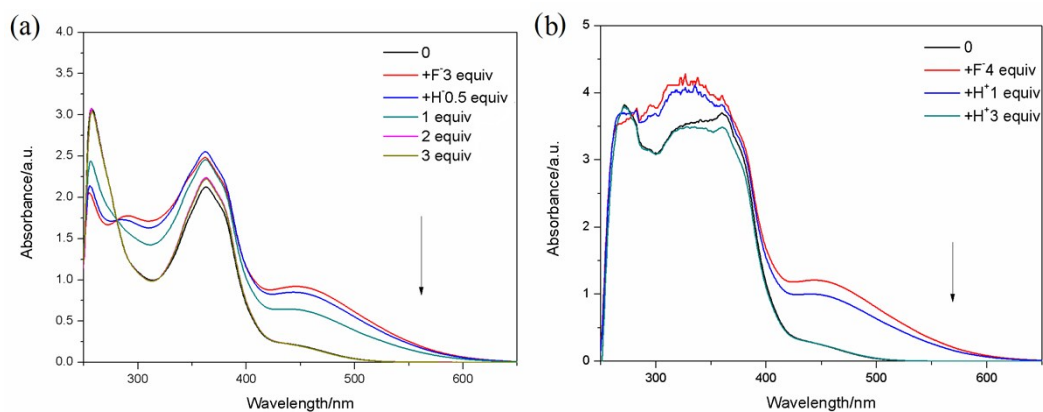 (a)
4.0
3.5
3.0
2.5
2.0
1.5
1.0
0.5
0.0
Absorbance/a.u.
0
+F⁻3 equiv
+H⁻0.5 equiv
1 equiv
2 equiv
3 equiv
300
400
500
600
Wavelength/nm
(b)
5
4
3
2
1
0
Absorbance/a.u.
0
+F⁻4 equiv
+H⁺1 equiv
+H⁺3 equiv
300
400
500
600
Wavelength/nm